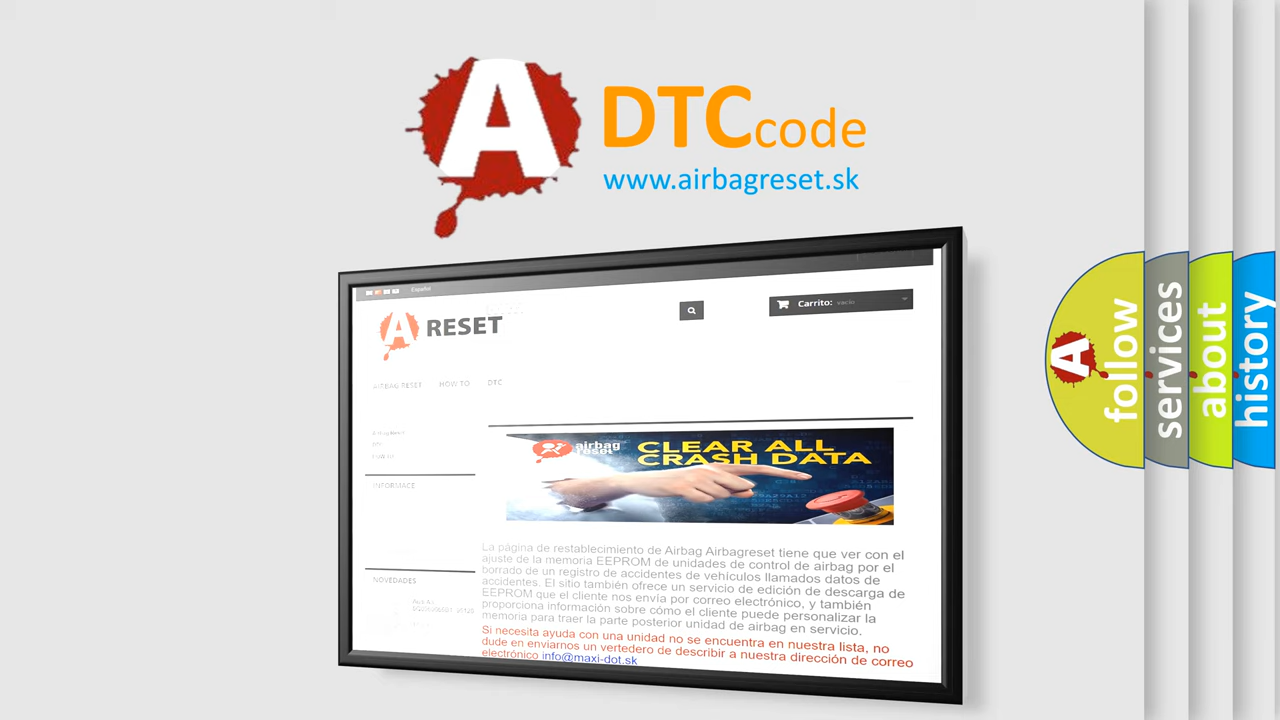 A
DTCcode
www.airbagreset.sk
Español
A RESET
Carrito: vacío
AIRBAG RESET HOW TO DTC
INFORMACE
airbag
reset
CLEAR ALL
CRASH DATA
La página de restablecimiento de Airbag Airbagreset tiene que ver con el
ajuste de la memoria EEPROM de unidades de control de airbag por el
borrado de un registro de accidentes de vehículos llamados datos de
accidentes. El sitio también ofrece un servicio de edición de descarga de
EEPROM que el cliente nos envía por correo electrónico, y también
proporciona información sobre cómo el cliente puede personalizar la
memoria para traer la parte posterior unidad de airbag en servicio.
Si necesita ayuda con una unidad no se encuentra en nuestra lista, no
dude en enviarnos un vertedero de describir a nuestra dirección de correo
electrónico info@maxi-dot.sk
NOVEDADES
A
follow
services
about
history